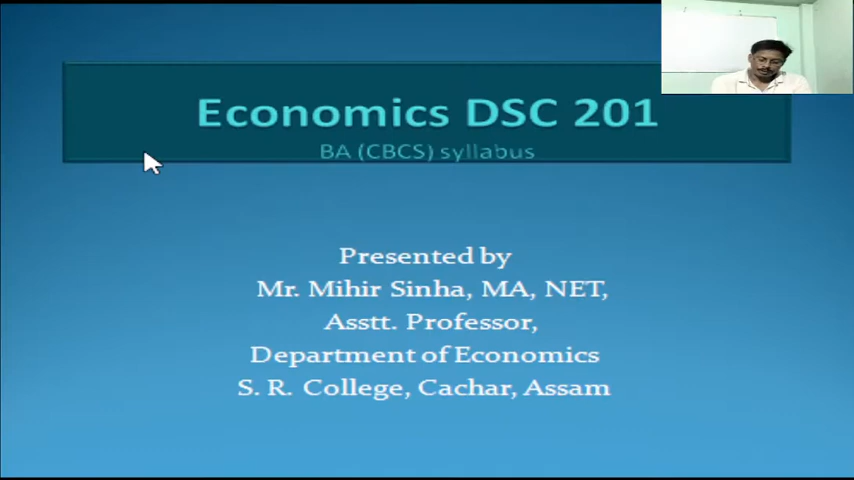 Economics DSC 201
BA (CBCS) syllabus
Presented by
Mr. Mihir Sinha, MA, NET,
Asstt. Professor,
Department of Economics
S. R. College, Cachar, Assam